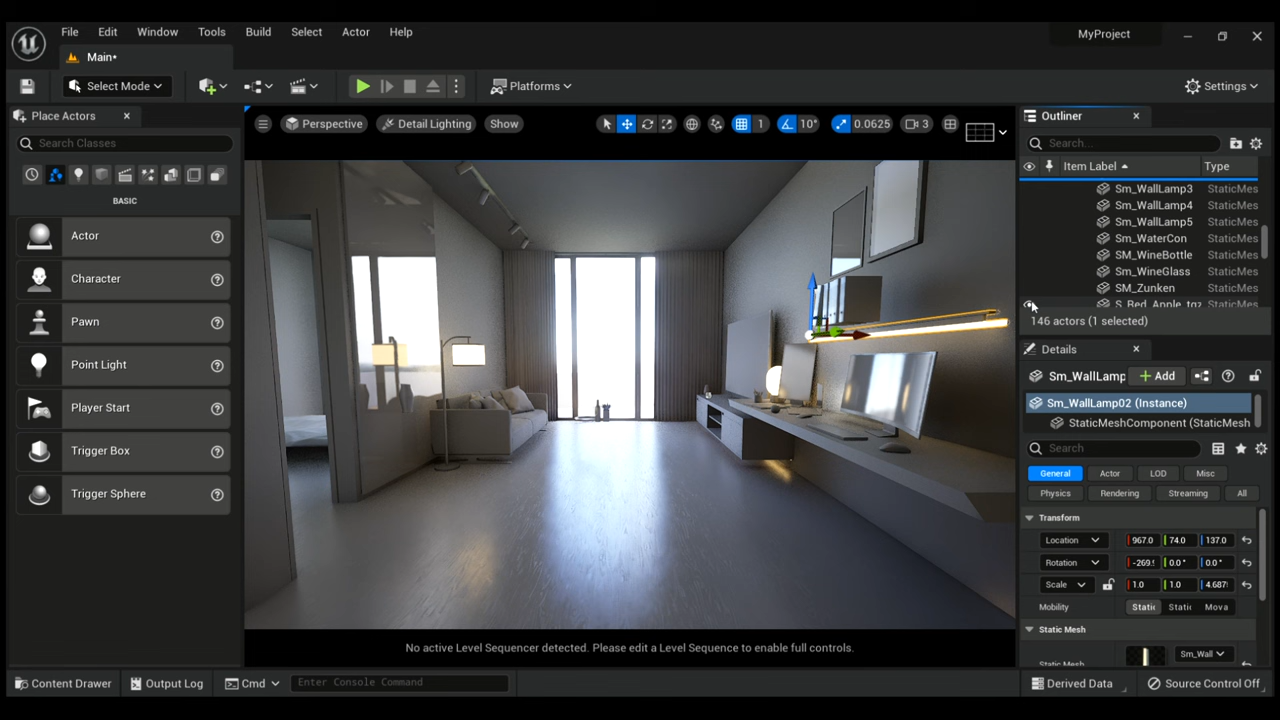 File Edit Window Tools Build Select Actor Help
MyProject
Main•
Select Mode
Platforms
Settings
Place Actors
Search Classes
BASIC
Actor
Character
Pawn
Point Light
Player Start
Trigger Box
Trigger Sphere
Perspective Detail Lighting Show 1 10° 0.0625 3
No active Level Sequencer detected. Please edit a Level Sequence to enable full controls.
Outliner
Search...
Item Label Type
Sm_WallLamp3 StaticMes
Sm_WallLamp4 StaticMes
Sm_WallLamp5 StaticMes
Sm_WaterCon StaticMes
Sm_WineBottle StaticMes
Sm_WineGlass StaticMes
SM_Zunken StaticMes
S_Red_Apple_tgz StaticMes
146 actors (1 selected)
Details
Sm_WallLamp Add
Sm_WallLamp02 (Instance)
StaticMeshComponent (StaticMesh
Search
General Actor LOD Misc
Physics Rendering Streaming All
Transform
Location 967.0 74.0 137.0
Rotation -269. 0.0° 0.0°
Scale 1.0 1.0 4.687
Mobility Static Static Mova
Static Mesh
Static Mesh Sm_Wall
Content Drawer Output Log Cmd Enter Console Command
Derived Data Source Control Off